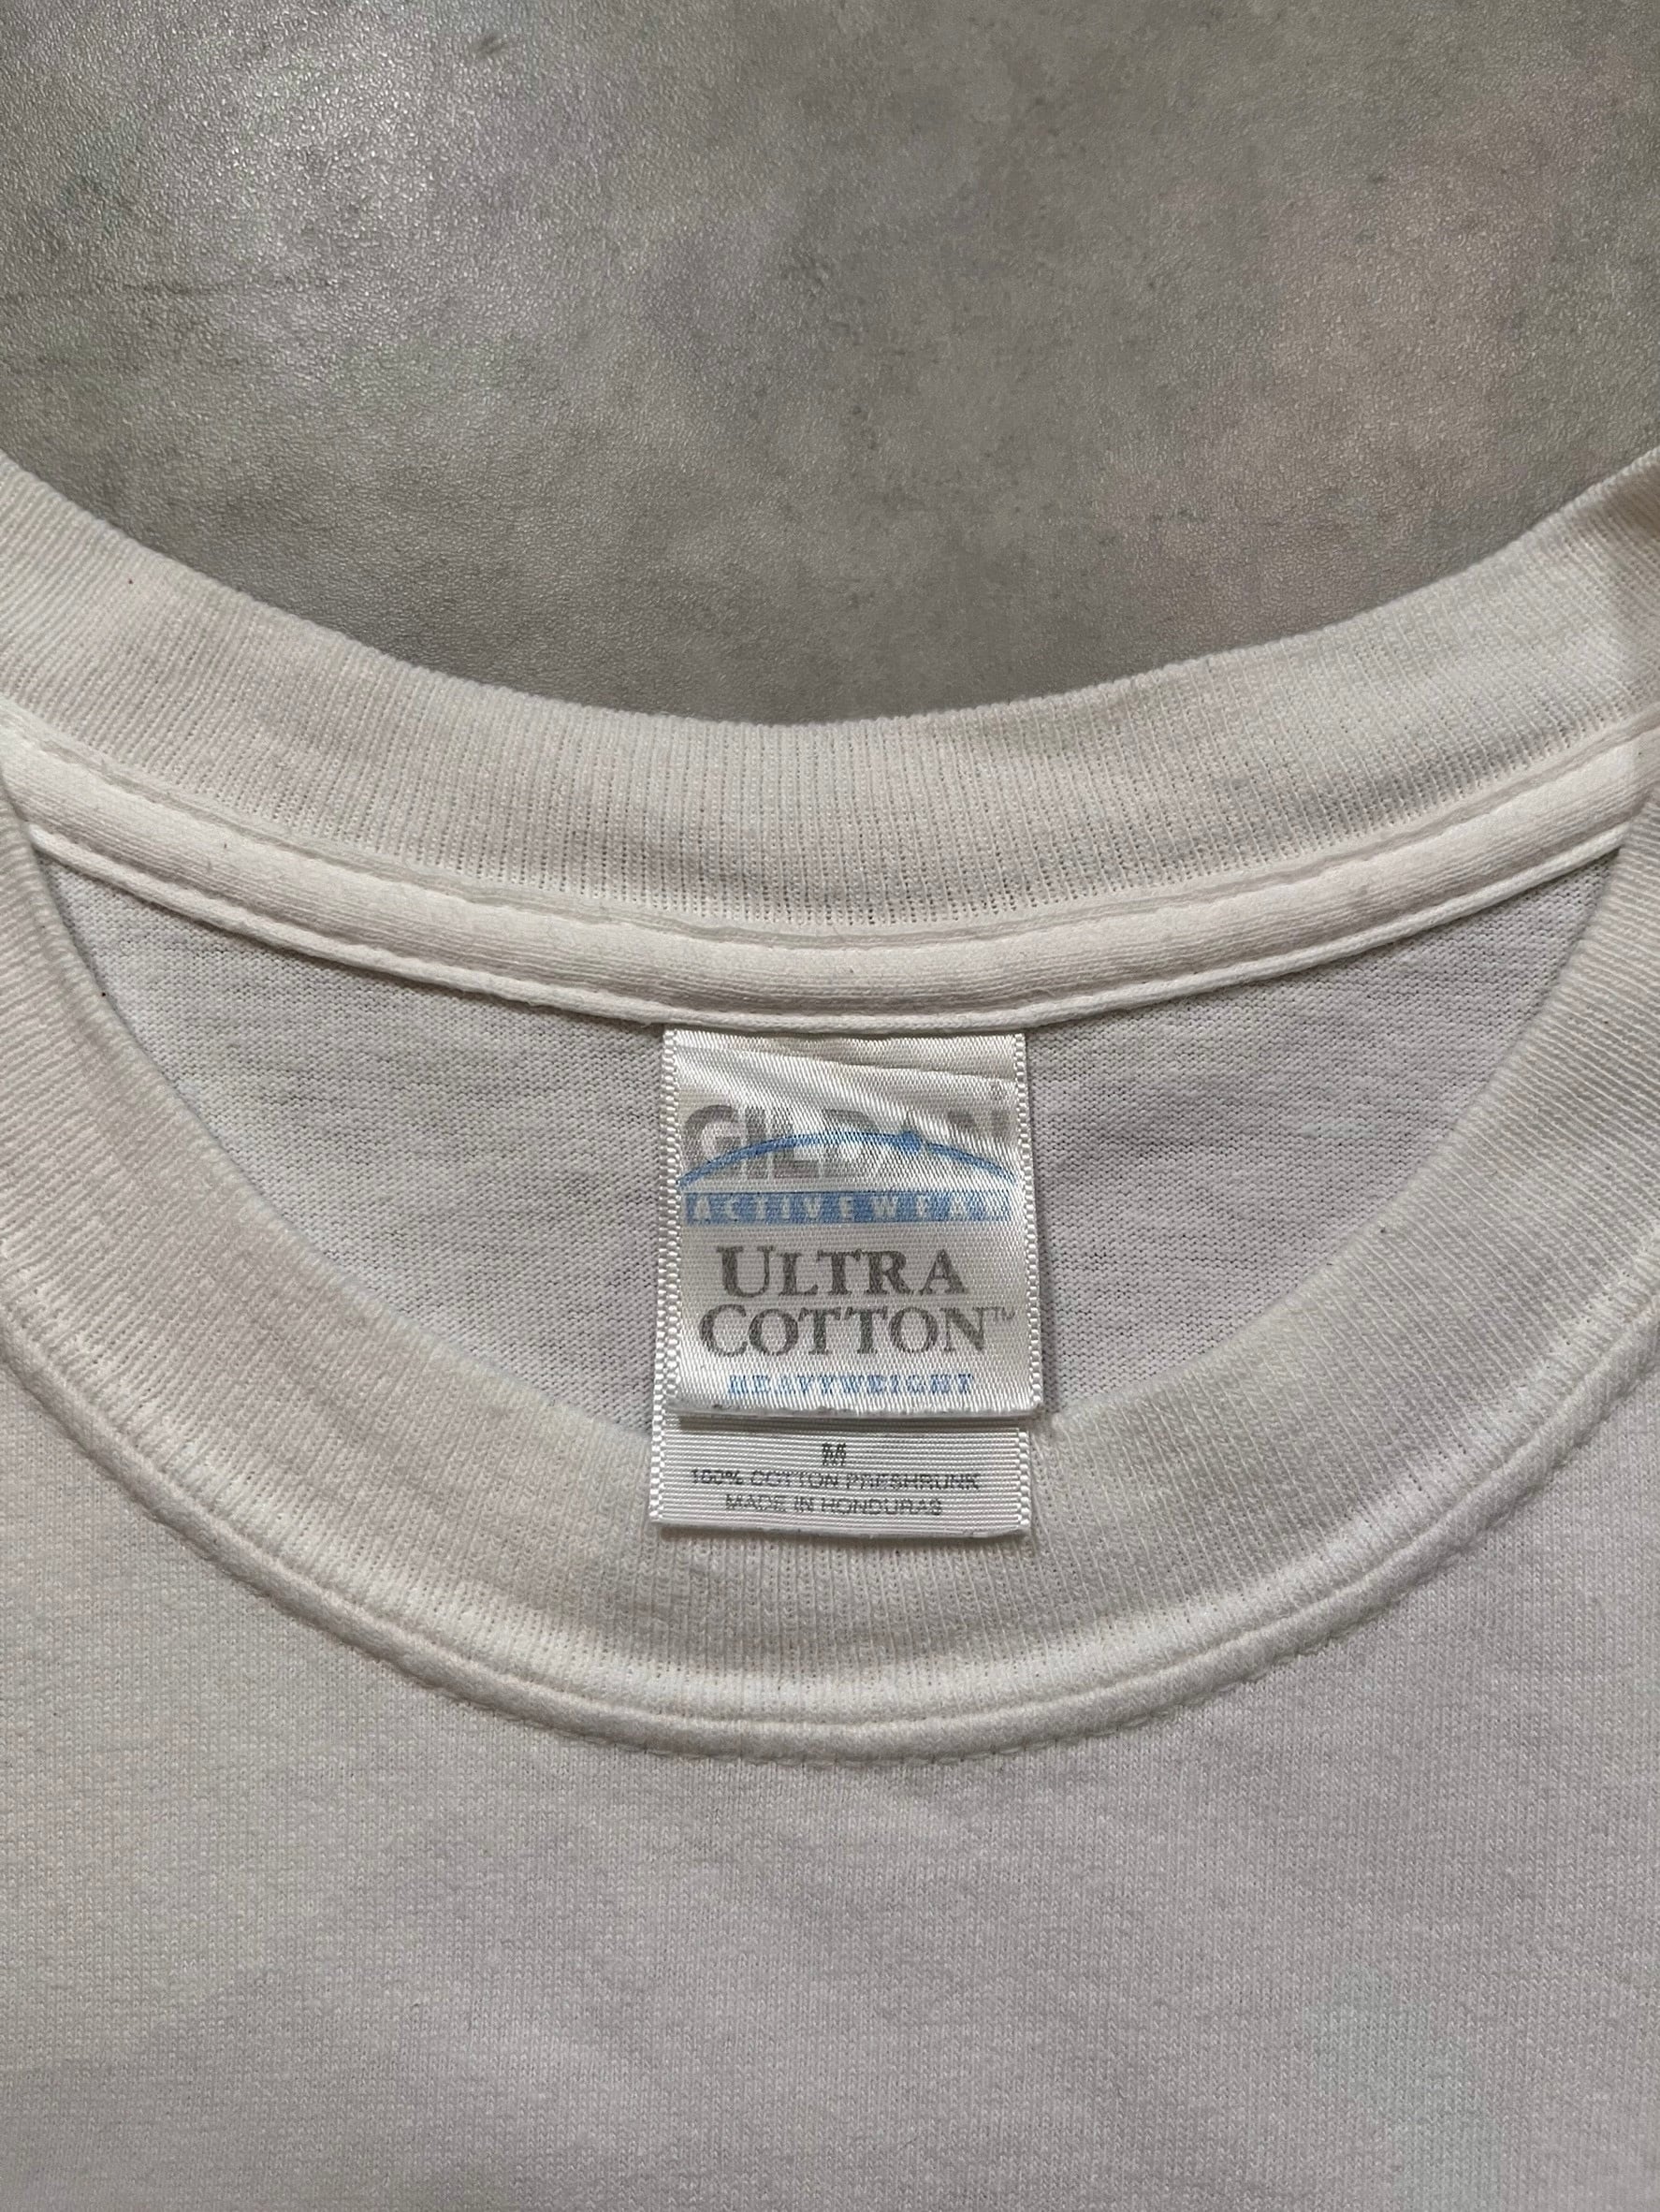 GILDAN
ACTIVEWEAR
ULTRA
COTTON™
HEAVYWEIGHT
M
100% COTTON PRESHRUNK
MADE IN HONDURAS